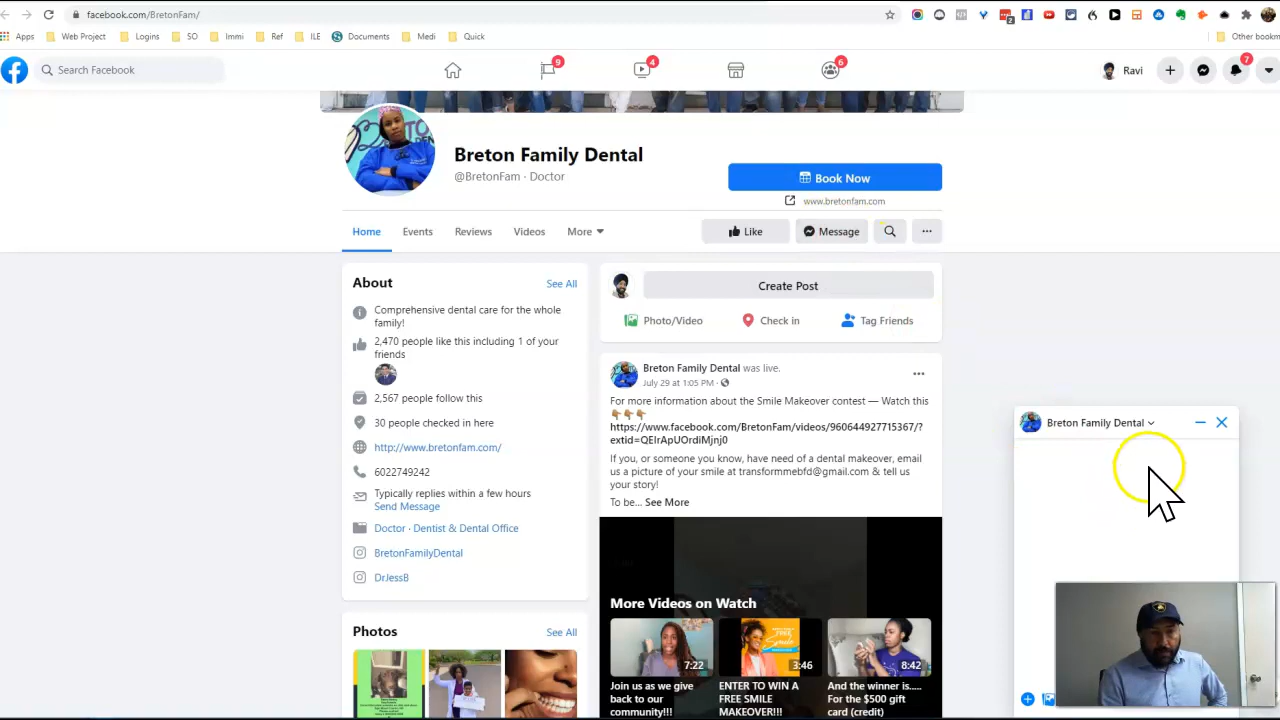 facebook.com/BretonFam/
2
Apps Web Project Logins SO Immi Ref ILE Documents Medi Quick Other bookm
Search Facebook
9
4
6
Ravi
7
Breton Family Dental
@BretonFam · Doctor
Book Now
www.bretonfam.com
Home Events Reviews Videos More
Like Message
About See All
Comprehensive dental care for the whole
family!
2,470 people like this including 1 of your
friends
2,567 people follow this
30 people checked in here
http://www.bretonfam.com/
6022749242
Typically replies within a few hours
Send Message
Doctor · Dentist & Dental Office
BretonFamilyDental
DrJessB
Photos See All
Create Post
Photo/Video Check in Tag Friends
Breton Family Dental was live.
July 29 at 1:05 PM ·
For more information about the Smile Makeover contest — Watch this
https://www.facebook.com/BretonFam/videos/960644927715367/?
extid=QEIrApUOrdiMjnj0
If you, or someone you know, have need of a dental makeover, email
us a picture of your smile at transformmebfd@gmail.com & tell us
your story!
To be... See More
More Videos on Watch
7:22
3:46
8:42
Join us as we give
back to our
community!!!
ENTER TO WIN A
FREE SMILE
MAKEOVER!!!
And the winner is.....
For the $500 gift
card (credit)
Breton Family Dental